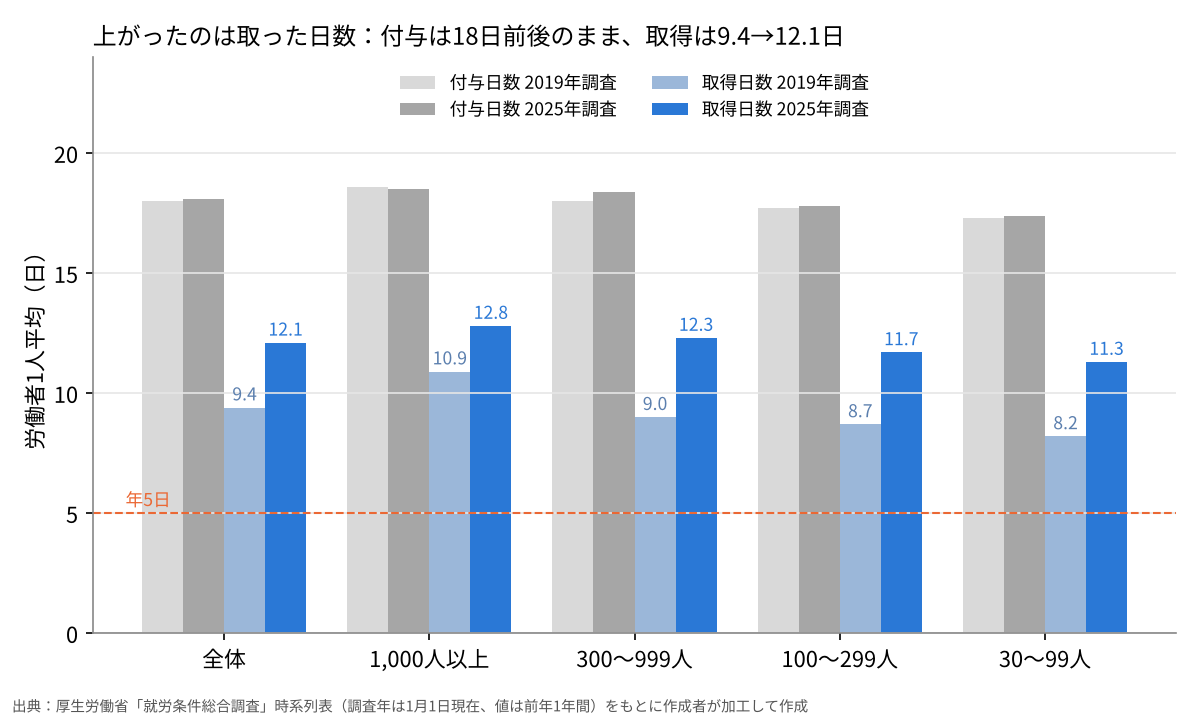 上がったのは取った日数：付与は18日前後のまま、取得は9.4→12.1日
付与日数 2019年調査
付与日数 2025年調査
取得日数 2019年調査
取得日数 2025年調査
労働者1人平均（日）
20
15
10
5
0
年5日
9.4
12.1
10.9
12.8
9.0
12.3
8.7
11.7
8.2
11.3
全体
1,000人以上
300～999人
100～299人
30～99人
出典：厚生労働省「就労条件総合調査」時系列表（調査年は1月1日現在、値は前年1年間）をもとに作成者が加工して作成